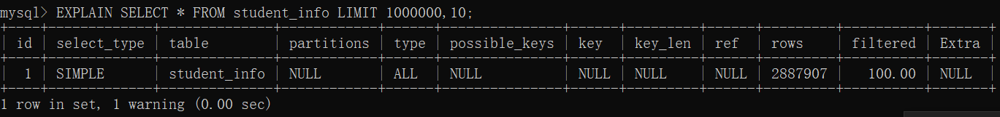 mysql> EXPLAIN SELECT * FROM student_info LIMIT 1000000,10;
+----+-------------+--------------+------------+------+---------------+------+---------+------+---------+----------+-------+
| id | select_type | table        | partitions | type | possible_keys | key  | key_len | ref  | rows    | filtered | Extra |
+----+-------------+--------------+------------+------+---------------+------+---------+------+---------+----------+-------+
|  1 | SIMPLE      | student_info | NULL       | ALL  | NULL          | NULL | NULL    | NULL | 2887907 |   100.00 | NULL  |
+----+-------------+--------------+------------+------+---------------+------+---------+------+---------+----------+-------+
1 row in set, 1 warning (0.00 sec)